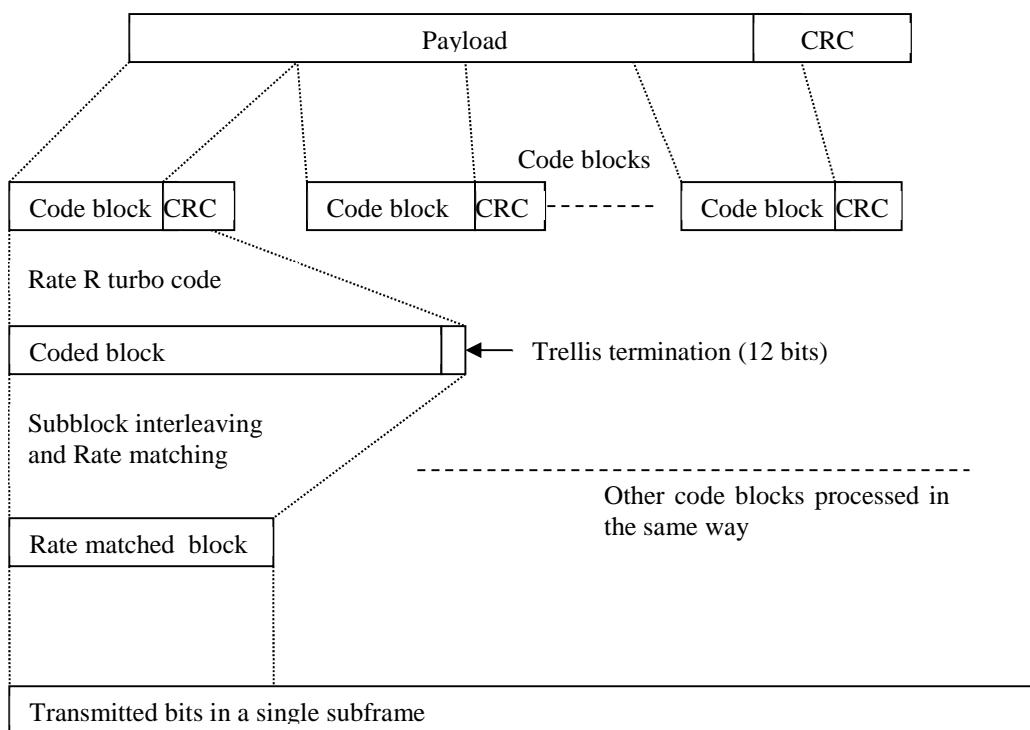 Payload CRC
Code blocks
Code block CRC Code block CRC Code block CRC
Rate R turbo code
Coded block Trellis termination (12 bits)
Subblock interleaving
and Rate matching
Other code blocks processed in
the same way
Rate matched block
Transmitted bits in a single subframe